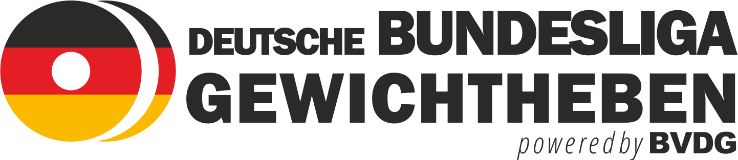 DEUTSCHE BUNDESLIGA
GEWICHTHEBEN
powered by BVDG